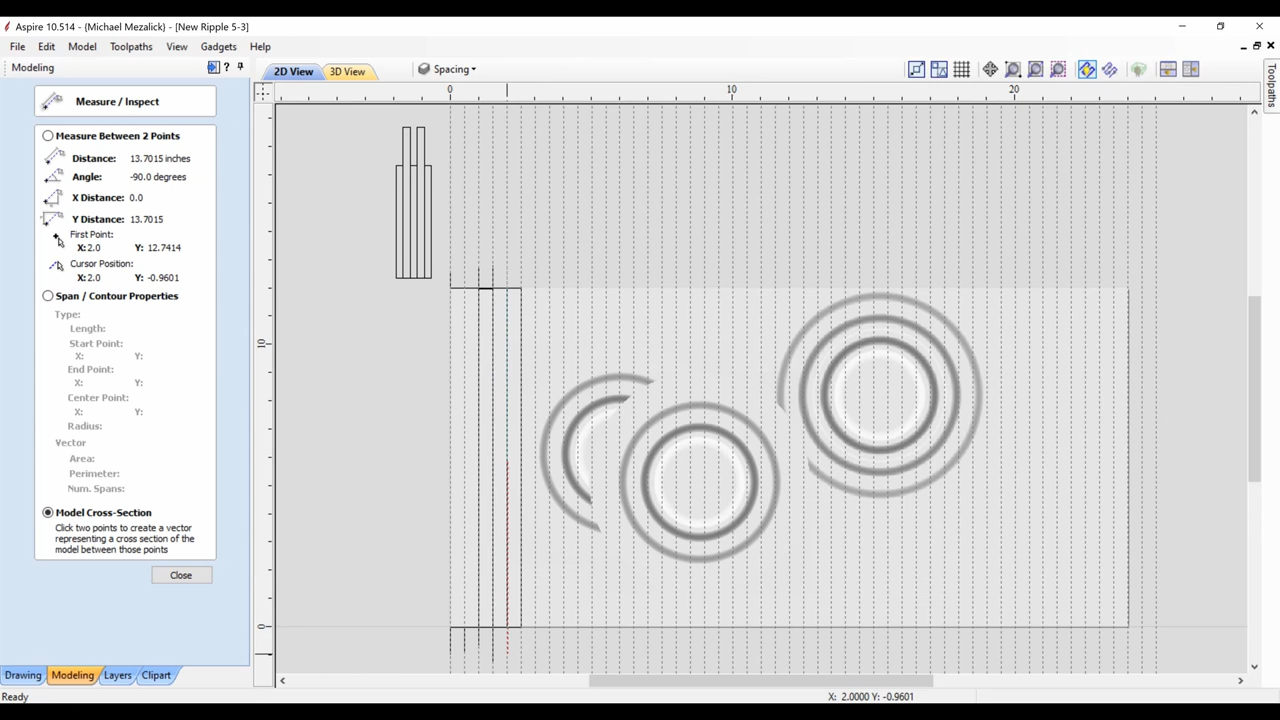 Aspire 10.514 - {Michael Mezalick} - [New Ripple 5-3]
File Edit Model Toolpaths View Gadgets Help
Modeling
2D View 3D View Spacing
Measure / Inspect
Measure Between 2 Points
Distance: 13.7015 inches
Angle: -90.0 degrees
X Distance: 0.0
Y Distance: 13.7015
First Point:
X: 2.0 Y: 12.7414
Cursor Position:
X: 2.0 Y: -0.9601
Span / Contour Properties
Type:
Length:
Start Point:
X: Y:
End Point:
X: Y:
Center Point:
X: Y:
Radius:
Vector
Area:
Perimeter:
Num. Spans:
Model Cross-Section
Click two points to create a vector
representing a cross section of the
model between those points
Close
Drawing Modeling Layers Clipart
0 10 20
10
0
Toolpaths
Ready
X: 2.0000 Y: -0.9601